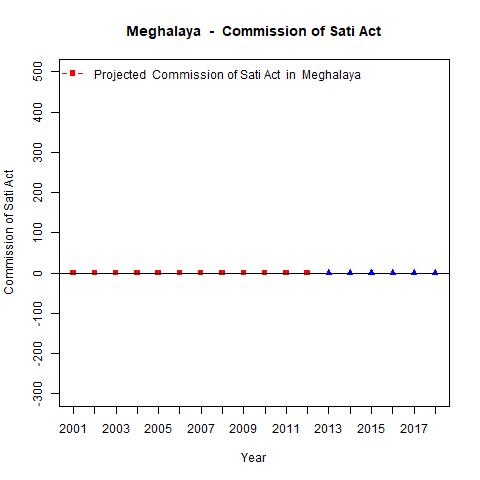 Meghalaya - Commission of Sati Act
Projected Commission of Sati Act in Meghalaya
Commission of Sati Act
500
400
300
200
100
0
-100
-200
-300
2001 2003 2005 2007 2009 2011 2013 2015 2017
Year